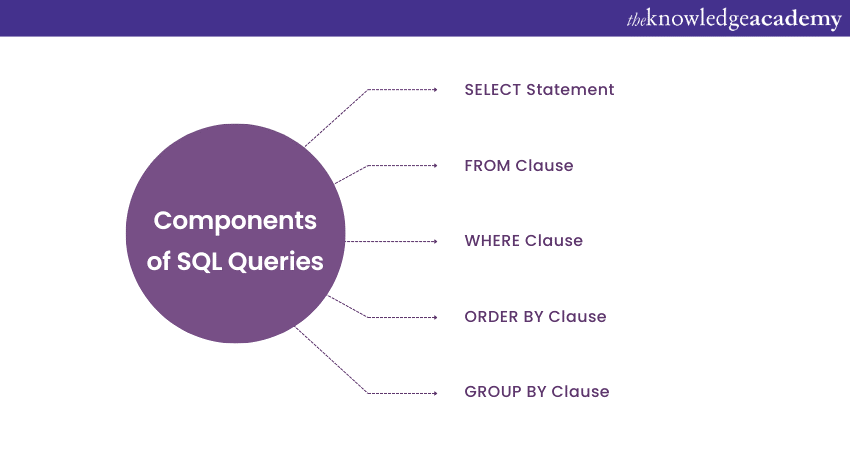 theknowledgeacademy
SELECT Statement
FROM Clause
Components
of SQL Queries
WHERE Clause
ORDER BY Clause
GROUP BY Clause